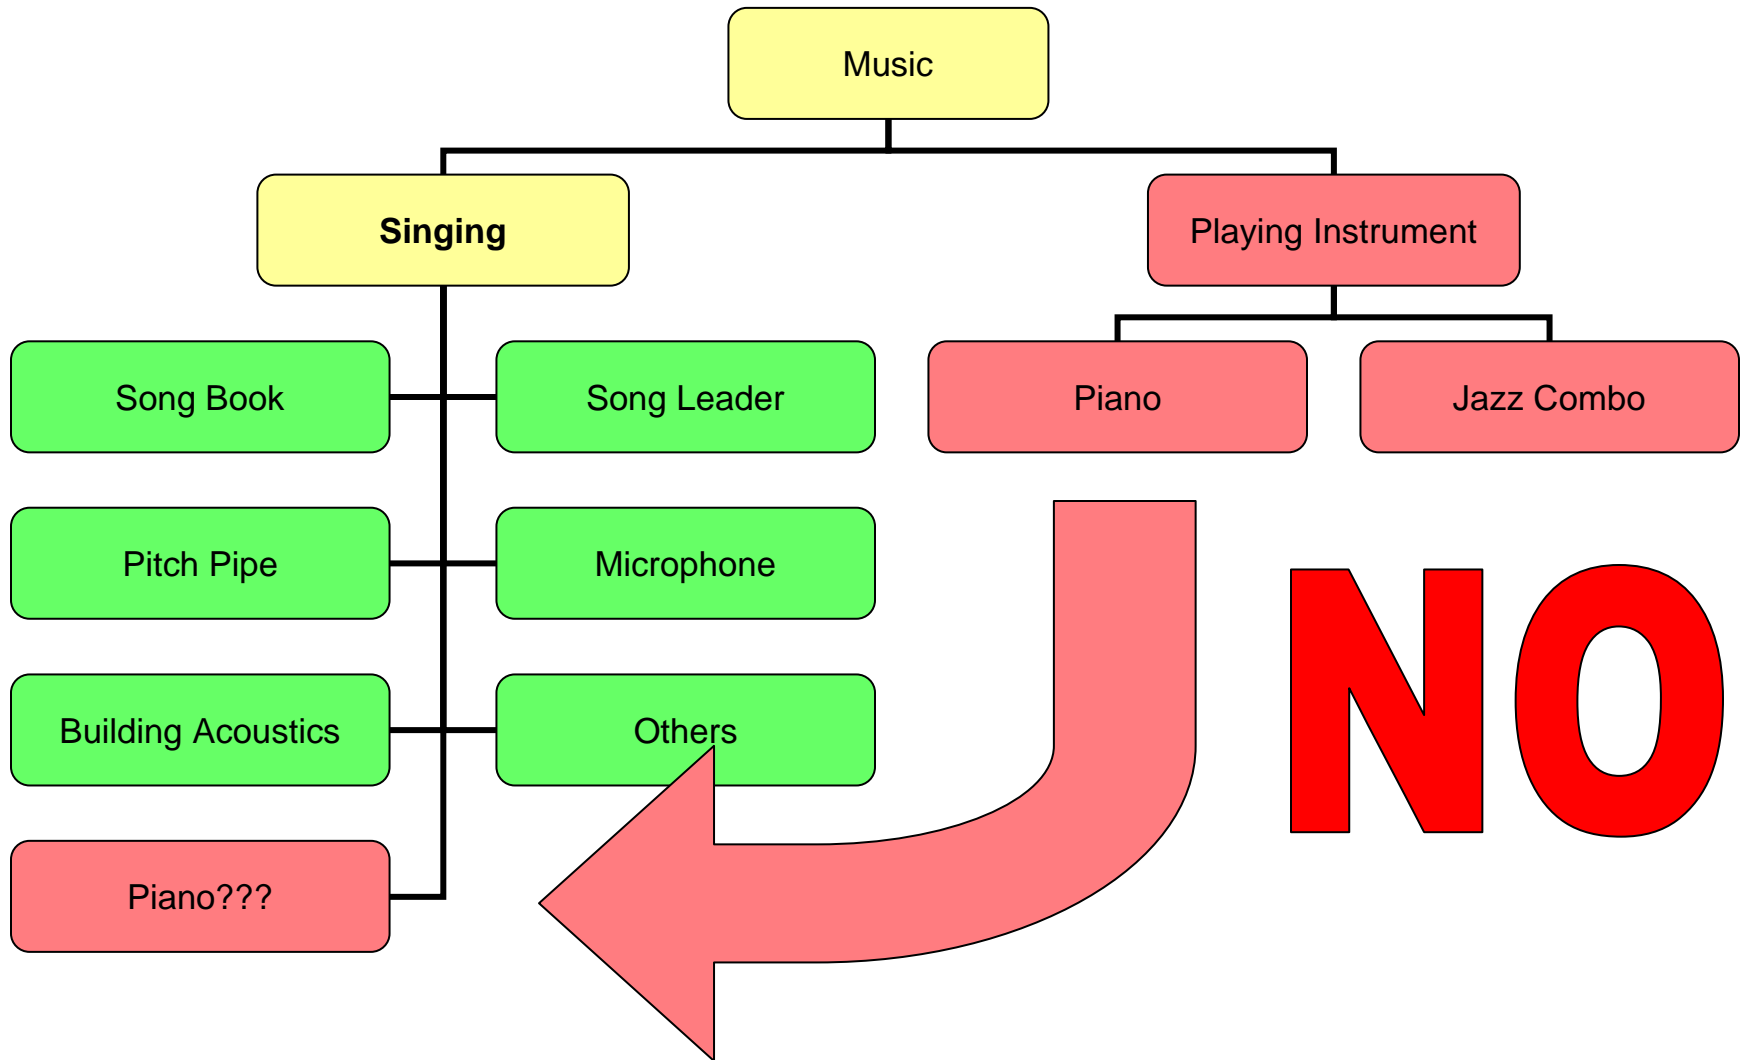 Music
Singing
Playing Instrument
Song Book
Song Leader
Piano
Jazz Combo
Pitch Pipe
Microphone
NO
Building Acoustics
Others
Piano???